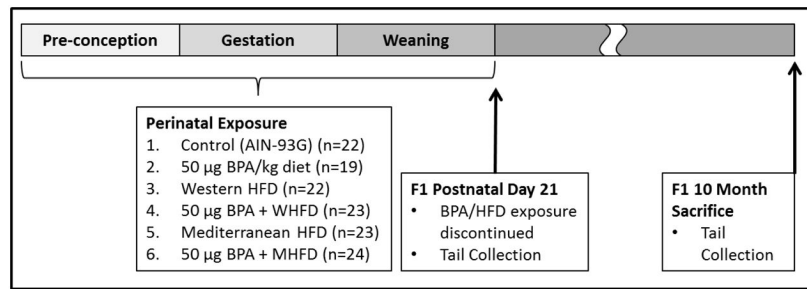 Pre-conception
Gestation
Weaning
Perinatal Exposure
1. Control (AIN-93G) (n=22)
2. 50 µg BPA/kg diet (n=19)
3. Western HFD (n=22)
4. 50 µg BPA + WHFD (n=23)
5. Mediterranean HFD (n=23)
6. 50 µg BPA + MHFD (n=24)
F1 Postnatal Day 21
• BPA/HFD exposure
discontinued
• Tail Collection
F1 10 Month
Sacrifice
• Tail
Collection